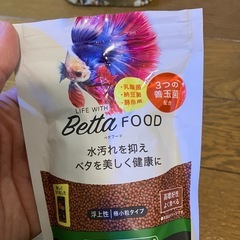 ・乳酸菌
・納豆菌
・酵母菌
3つの
善玉菌
配合
LIFE WITH
Betta FOOD
ベタフード
水汚れを抑え
ベタを美しく健康に
浮上性
極小粒タイプ